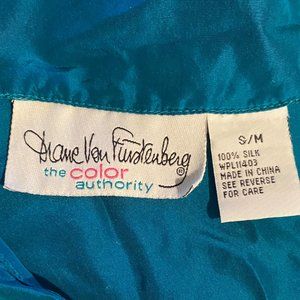 Diane Von Furstenberg®
the color
authority
S/M
100% SILK
WPL11403
MADE IN CHINA
SEE REVERSE
FOR CARE